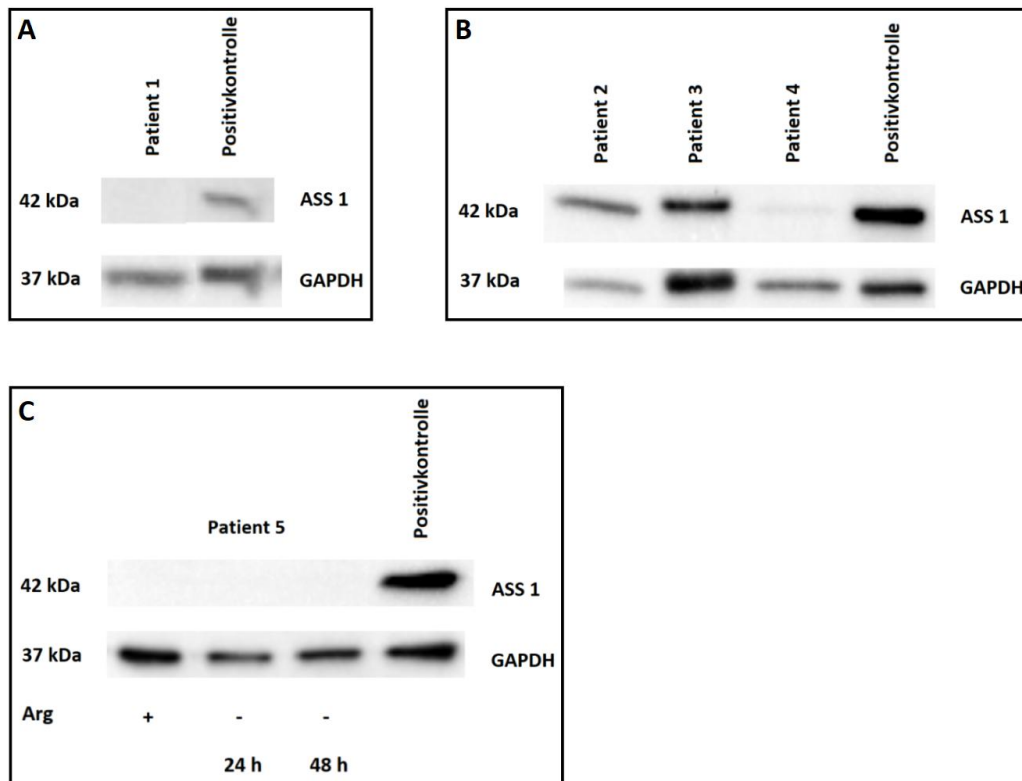 A
Patient 1
Positivkontrolle
42 kDa
ASS 1
37 kDa
GAPDH
B
Patient 2
Patient 3
Patient 4
Positivkontrolle
42 kDa
ASS 1
37 kDa
GAPDH
C
Patient 5
Positivkontrolle
42 kDa
ASS 1
37 kDa
GAPDH
Arg + - -
24 h 48 h